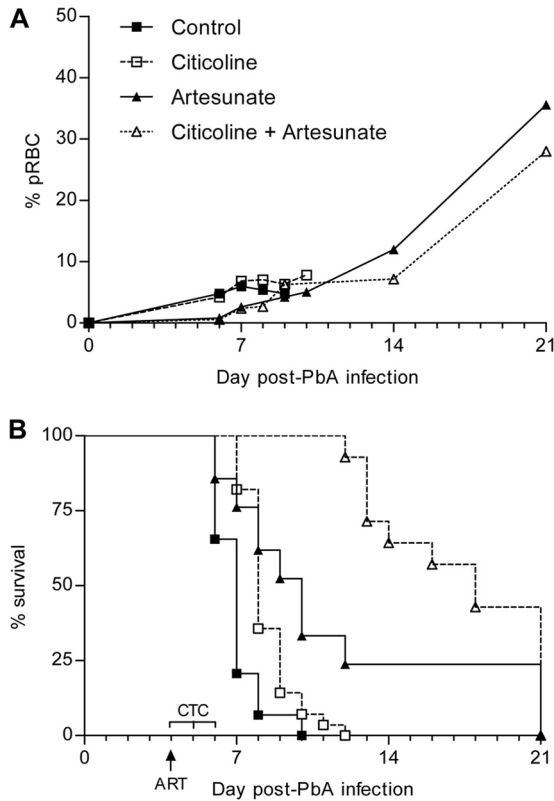 A
50
Control
Citicoline
40
Artesunate
Citicoline + Artesunate
30
% pRBC
20
10
0
0 7 14 21
Day post-PbA infection
B
100
75
% survival
50
25
CTC
0
0 7 14 21
ART
Day post-PbA infection